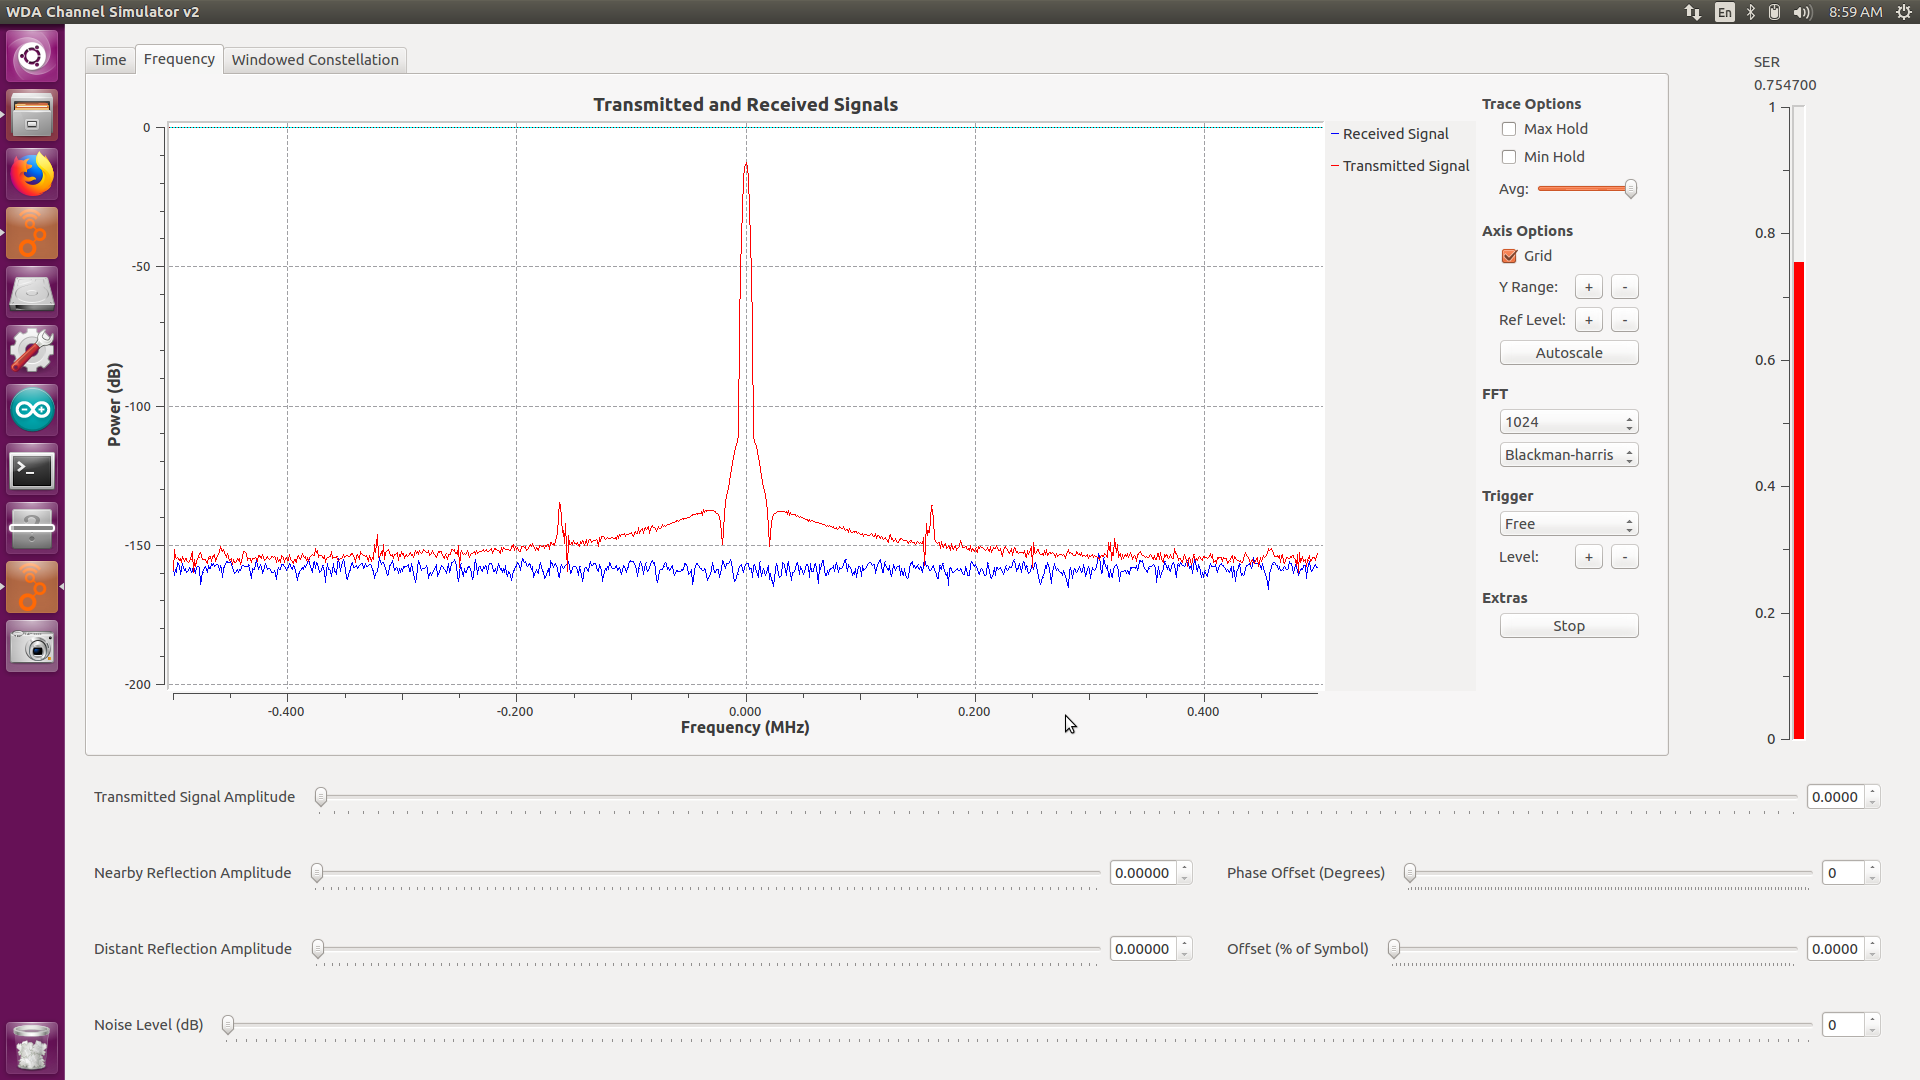 WDA Channel Simulator v2
En
8:59 AM
Time
Frequency
Windowed Constellation
Transmitted and Received Signals
0
-50
-100
-150
-200
Power (dB)
-0.400
-0.200
0.000
0.200
0.400
Frequency (MHz)
Received Signal
Transmitted Signal
Trace Options
Max Hold
Min Hold
Avg:
Axis Options
Grid
Y Range:
+
-
Ref Level:
+
-
Autoscale
FFT
1024
Blackman-harris
Trigger
Free
Level:
+
-
Extras
Stop
SER
0.754700
1
0.8
0.6
0.4
0.2
0
Transmitted Signal Amplitude
0.0000
Nearby Reflection Amplitude
0.00000
Phase Offset (Degrees)
0
Distant Reflection Amplitude
0.00000
Offset (% of Symbol)
0.0000
Noise Level (dB)
0